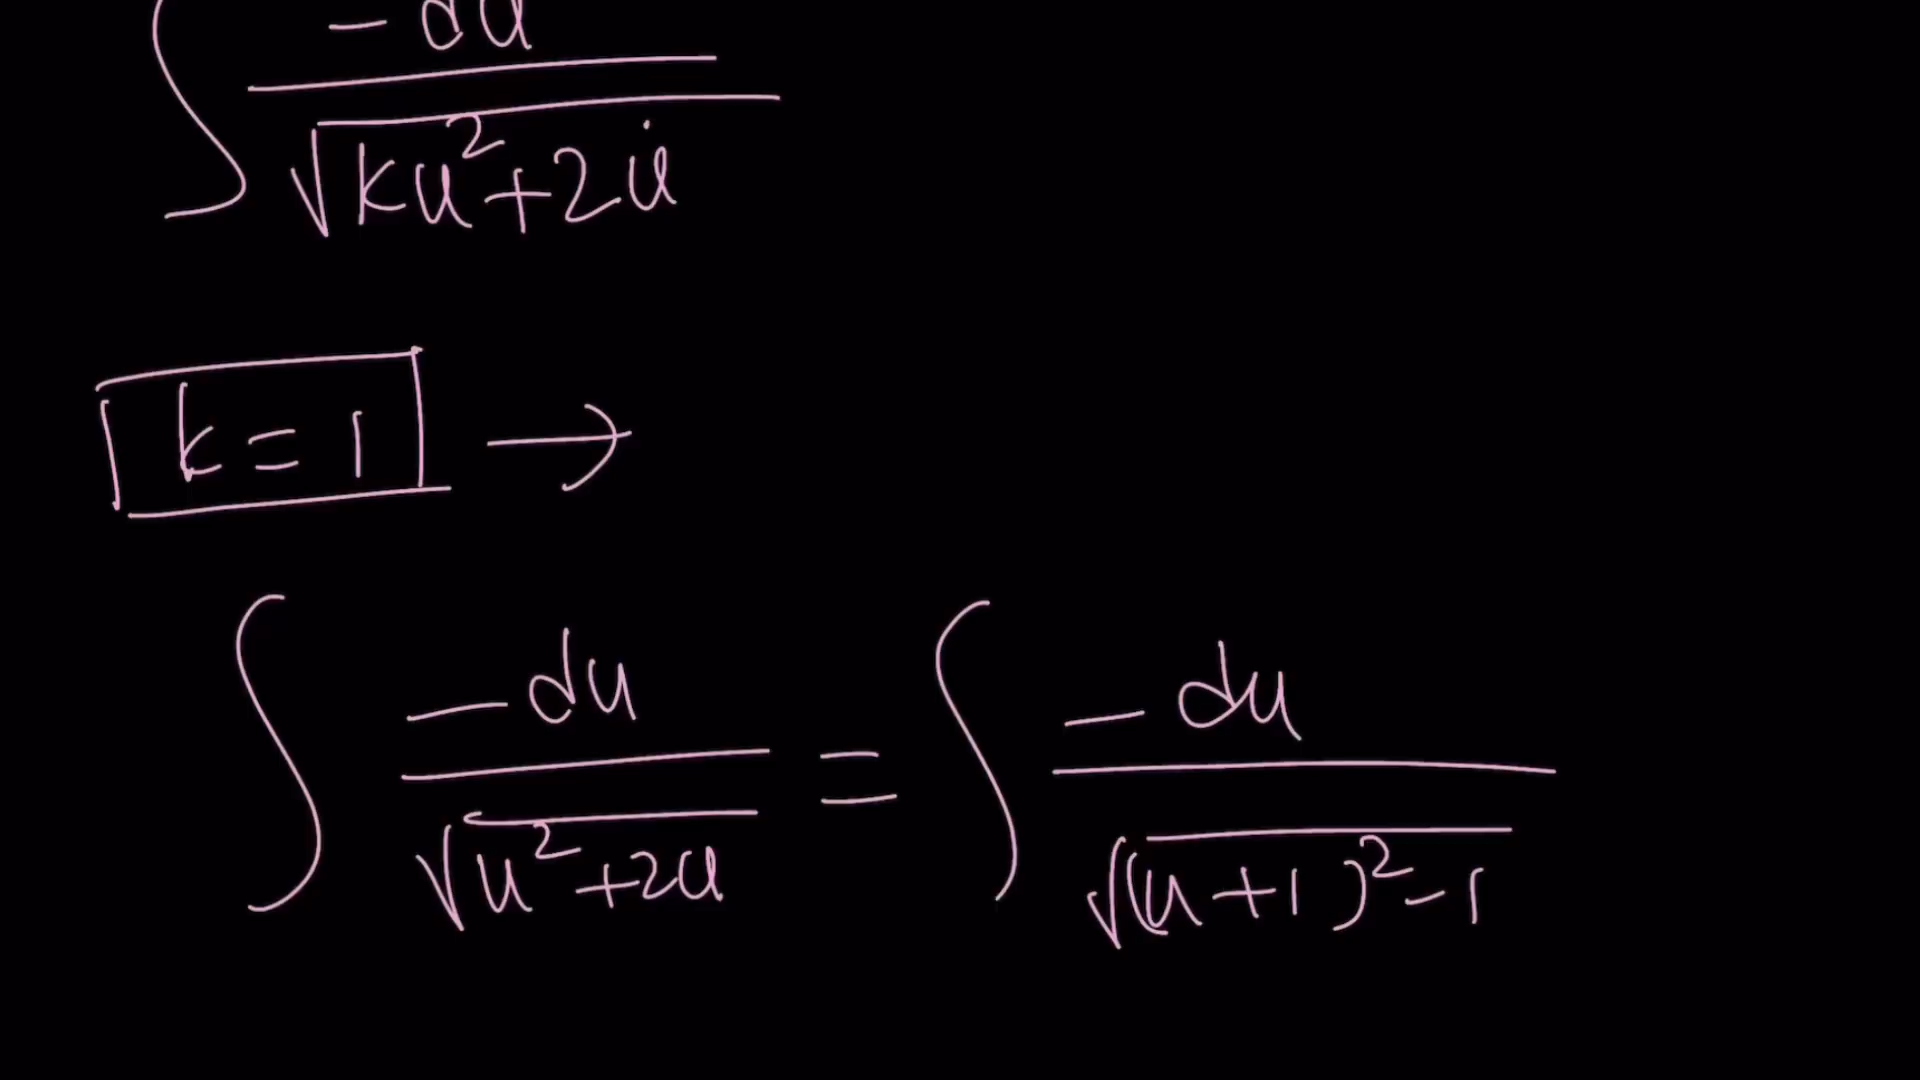 ∫ -du / √(ku²+2u)
k = 1 →
∫ -du / √(u²+2u) = ∫ -du / √((u+1)²-1)